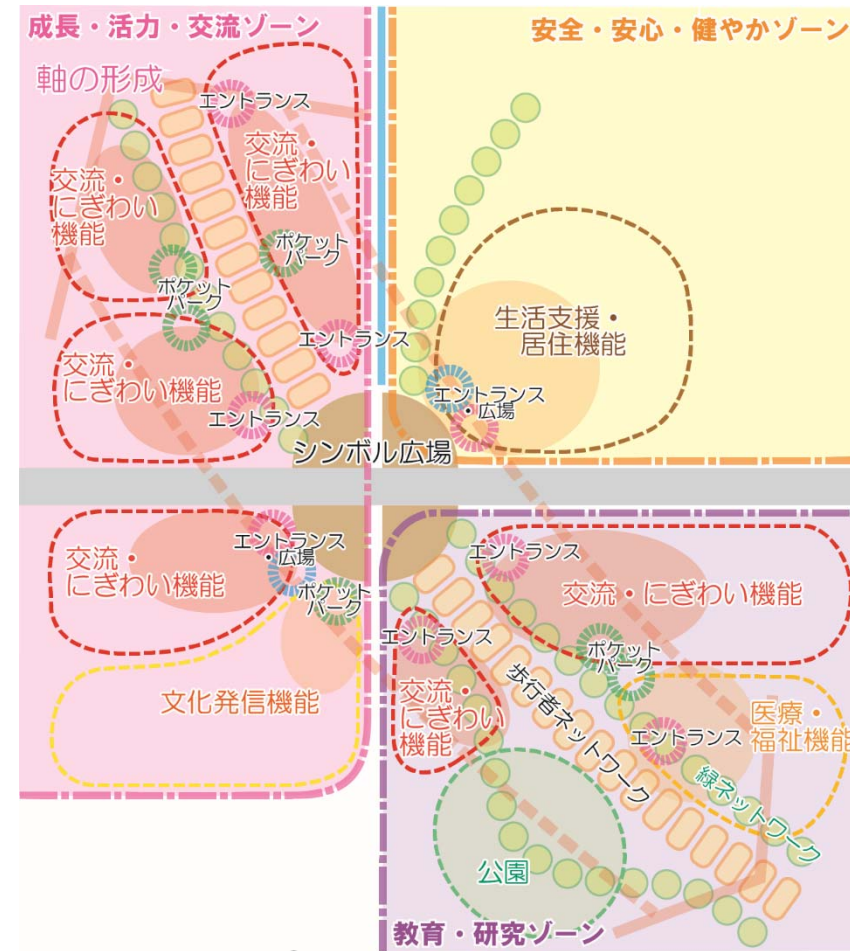 成長・活力・交流ゾーン
安全・安心・健やかゾーン
軸の形成
エントランス
交流・
にぎわい
機能
交流・
にぎわい
機能
ポケット
パーク
ポケット
パーク
エントランス
生活支援・
居住機能
交流・
にぎわい機能
エントランス
エントランス
・広場
シンボル広場
エントランス
・広場
交流・
にぎわい機能
ポケット
パーク
文化発信機能
エントランス
交流・にぎわい機能
エントランス
ポケット
パーク
交流・
にぎわい
機能
歩行者ネットワーク
医療・
福祉機能
エントランス
緑ネットワーク
公園
教育・研究ゾーン